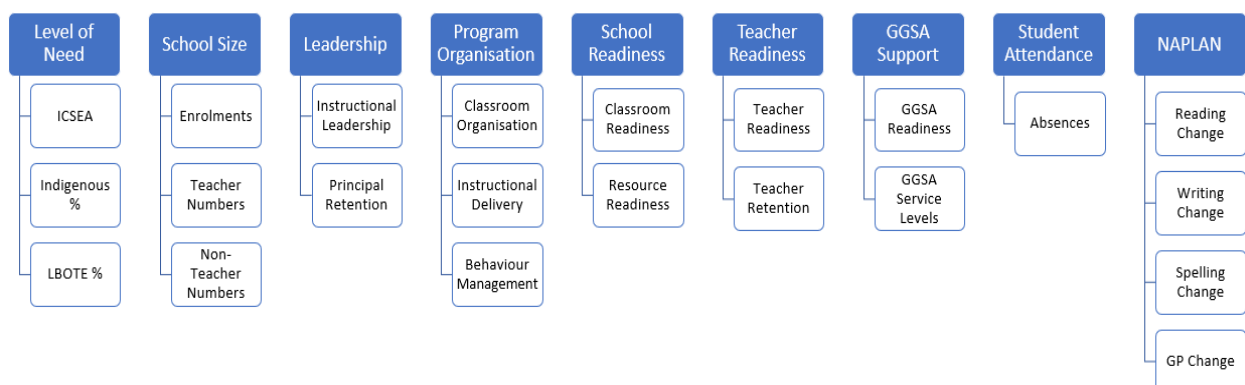 Level of
Need
ICSEA
Indigenous
%
LBOTE %
School Size
Enrolments
Teacher
Numbers
Non-
Teacher
Numbers
Leadership
Instructional
Leadership
Principal
Retention
Program
Organisation
Classroom
Organisation
Instructional
Delivery
Behaviour
Management
School
Readiness
Classroom
Readiness
Resource
Readiness
Teacher
Readiness
Teacher
Readiness
Teacher
Retention
GGSA
Support
GGSA
Readiness
GGSA
Service
Levels
Student
Attendance
Absences
NAPLAN
Reading
Change
Writing
Change
Spelling
Change
GP Change